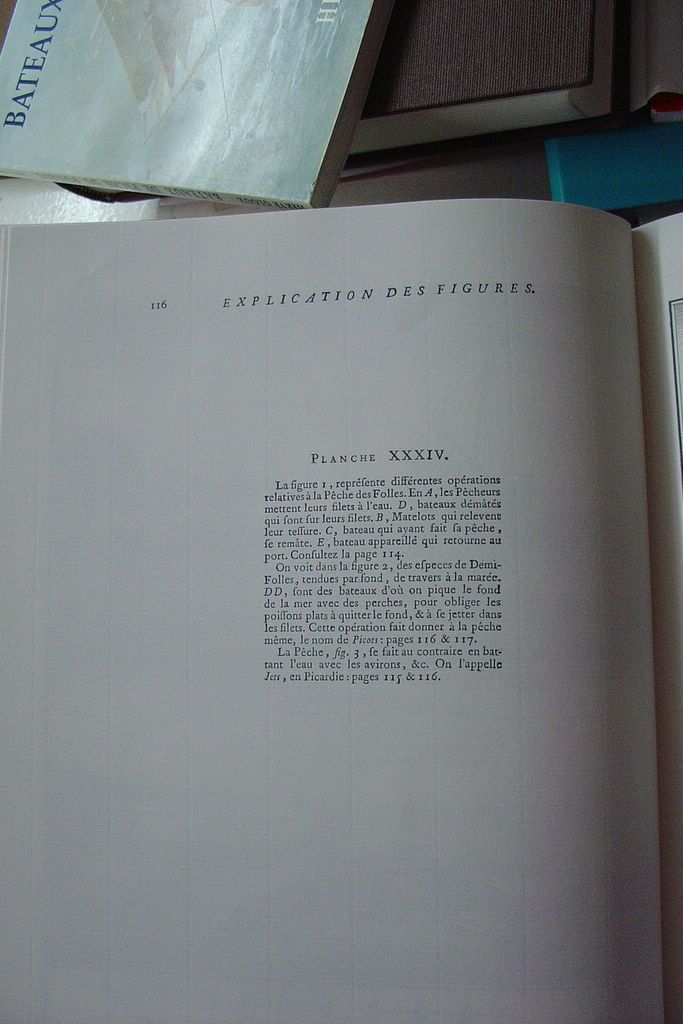 BATEAUX
116 EXPLICATION DES FIGURES.
PLANCHE XXXIV.
La figure 1, repréſente différentes opérations
relatives à la Pêche des Folles. En A, les Pêcheurs
mettent leurs filets à l'eau. D, bateaux démâtés
qui ſont ſur leurs filets. B, Matelots qui relevent
leur teſſure. C, bateau qui ayant fait ſa pêche,
ſe remâte. E, bateau appareillé qui retourne au
port. Conſultez la page 114.
On voit dans la figure 2, des eſpeces de Demi-
Folles, tendues par fond, de travers à la marée.
DD, ſont des bateaux d'où on pique le fond
de la mer avec des perches, pour obliger les
poiſſons plats à quitter le fond, & à ſe jetter dans
les filets. Cette opération fait donner à la pêche
même, le nom de Picots : pages 116 & 117.
La Pêche, fig. 3, ſe fait au contraire en bat-
tant l'eau avec les avirons, &c. On l'appelle
Jets, en Picardie : pages 115 & 116.